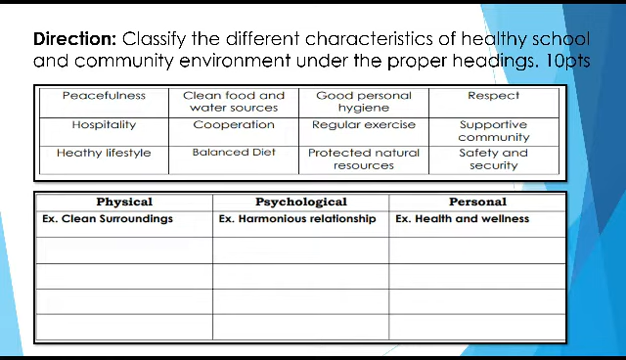 Direction: Classify the different characteristics of healthy school
and community environment under the proper headings. 10pts
Peacefulness
Clean food and
water sources
Good personal
hygiene
Respect
Hospitality
Cooperation
Regular exercise
Supportive
community
Heathy lifestyle
Balanced Diet
Protected natural
resources
Safety and
security
Physical
Psychological
Personal
Ex. Clean Surroundings
Ex. Harmonious relationship
Ex. Health and wellness